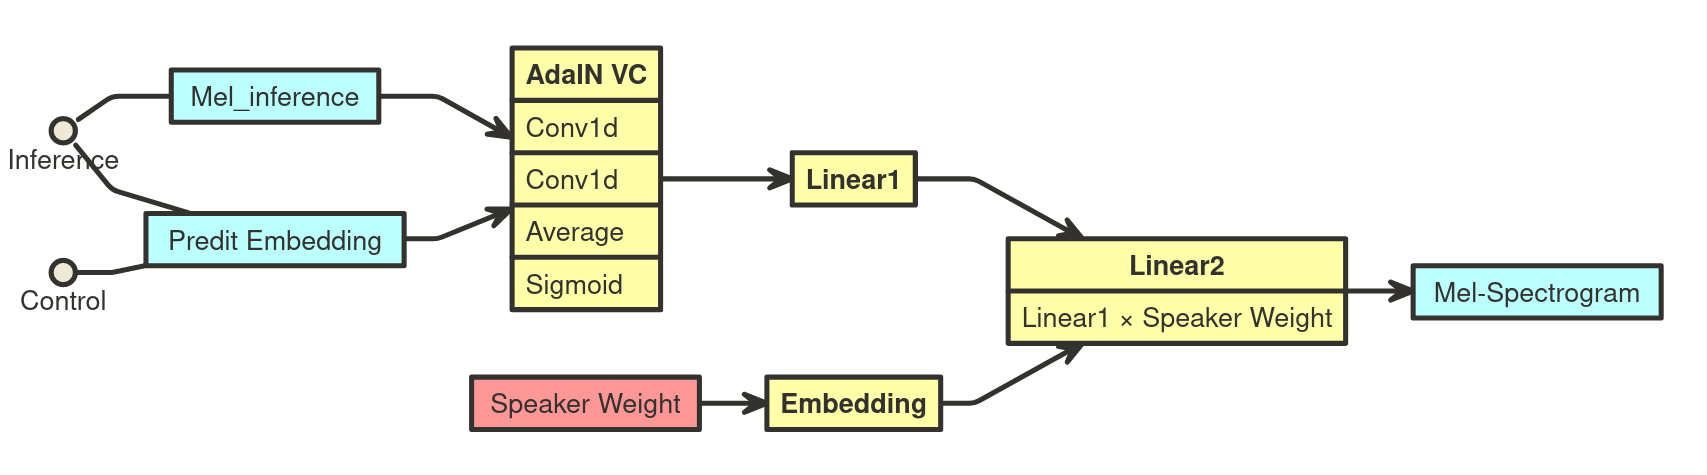 Mel_inference
Inference
Predit Embedding
Control
AdaIN VC
Conv1d
Conv1d
Average
Sigmoid
Linear1
Linear2
Linear1 × Speaker Weight
Mel-Spectrogram
Speaker Weight
Embedding